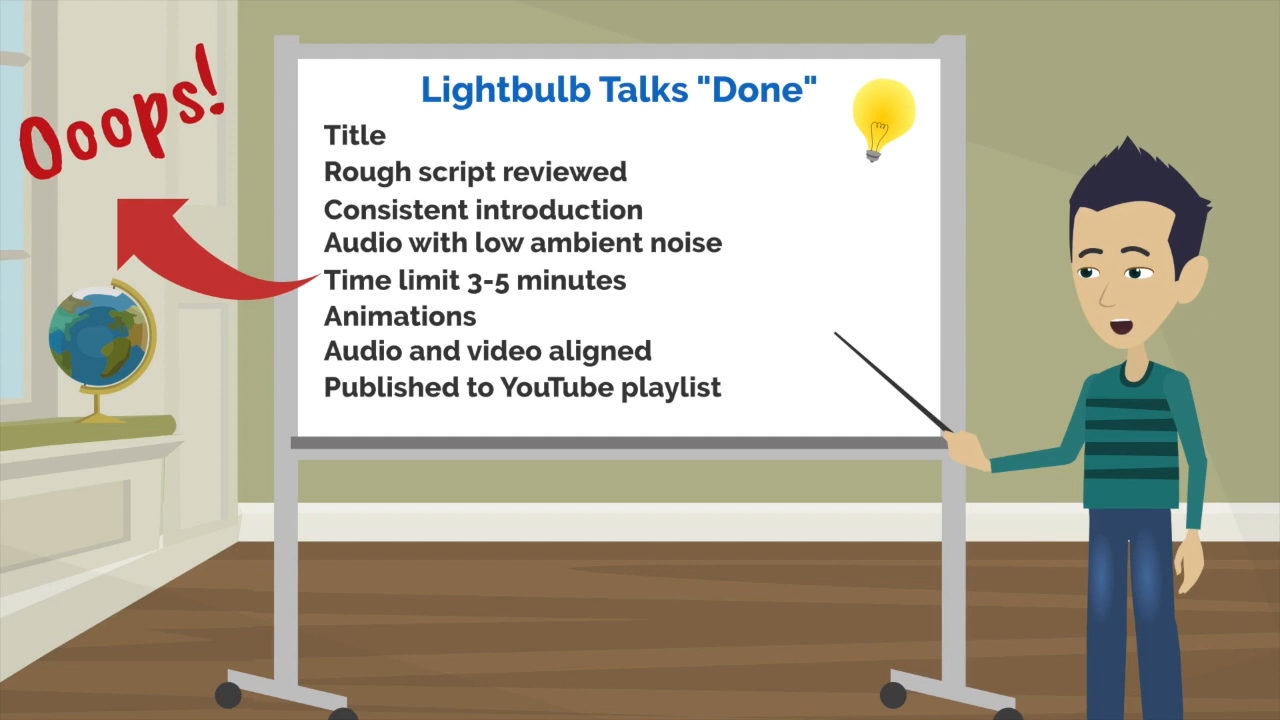 Ooops!
Lightbulb Talks "Done"
Title
Rough script reviewed
Consistent introduction
Audio with low ambient noise
Time limit 3-5 minutes
Animations
Audio and video aligned
Published to YouTube playlist